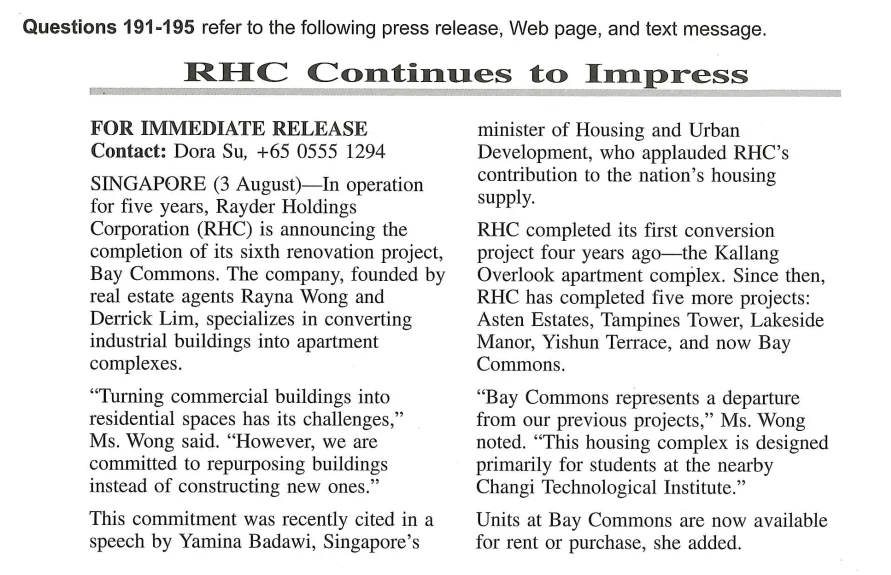 Questions 191-195 refer to the following press release, Web page, and text message.
RHC Continues to Impress
FOR IMMEDIATE RELEASE
Contact: Dora Su, +65 0555 1294
SINGAPORE (3 August)—In operation
for five years, Rayder Holdings
Corporation (RHC) is announcing the
completion of its sixth renovation project,
Bay Commons. The company, founded by
real estate agents Rayna Wong and
Derrick Lim, specializes in converting
industrial buildings into apartment
complexes.
“Turning commercial buildings into
residential spaces has its challenges,”
Ms. Wong said. “However, we are
committed to repurposing buildings
instead of constructing new ones.”
This commitment was recently cited in a
speech by Yamina Badawi, Singapore’s
minister of Housing and Urban
Development, who applauded RHC’s
contribution to the nation’s housing
supply.
RHC completed its first conversion
project four years ago—the Kallang
Overlook apartment complex. Since then,
RHC has completed five more projects:
Asten Estates, Tampines Tower, Lakeside
Manor, Yishun Terrace, and now Bay
Commons.
“Bay Commons represents a departure
from our previous projects,” Ms. Wong
noted. “This housing complex is designed
primarily for students at the nearby
Changi Technological Institute.”
Units at Bay Commons are now available
for rent or purchase, she added.